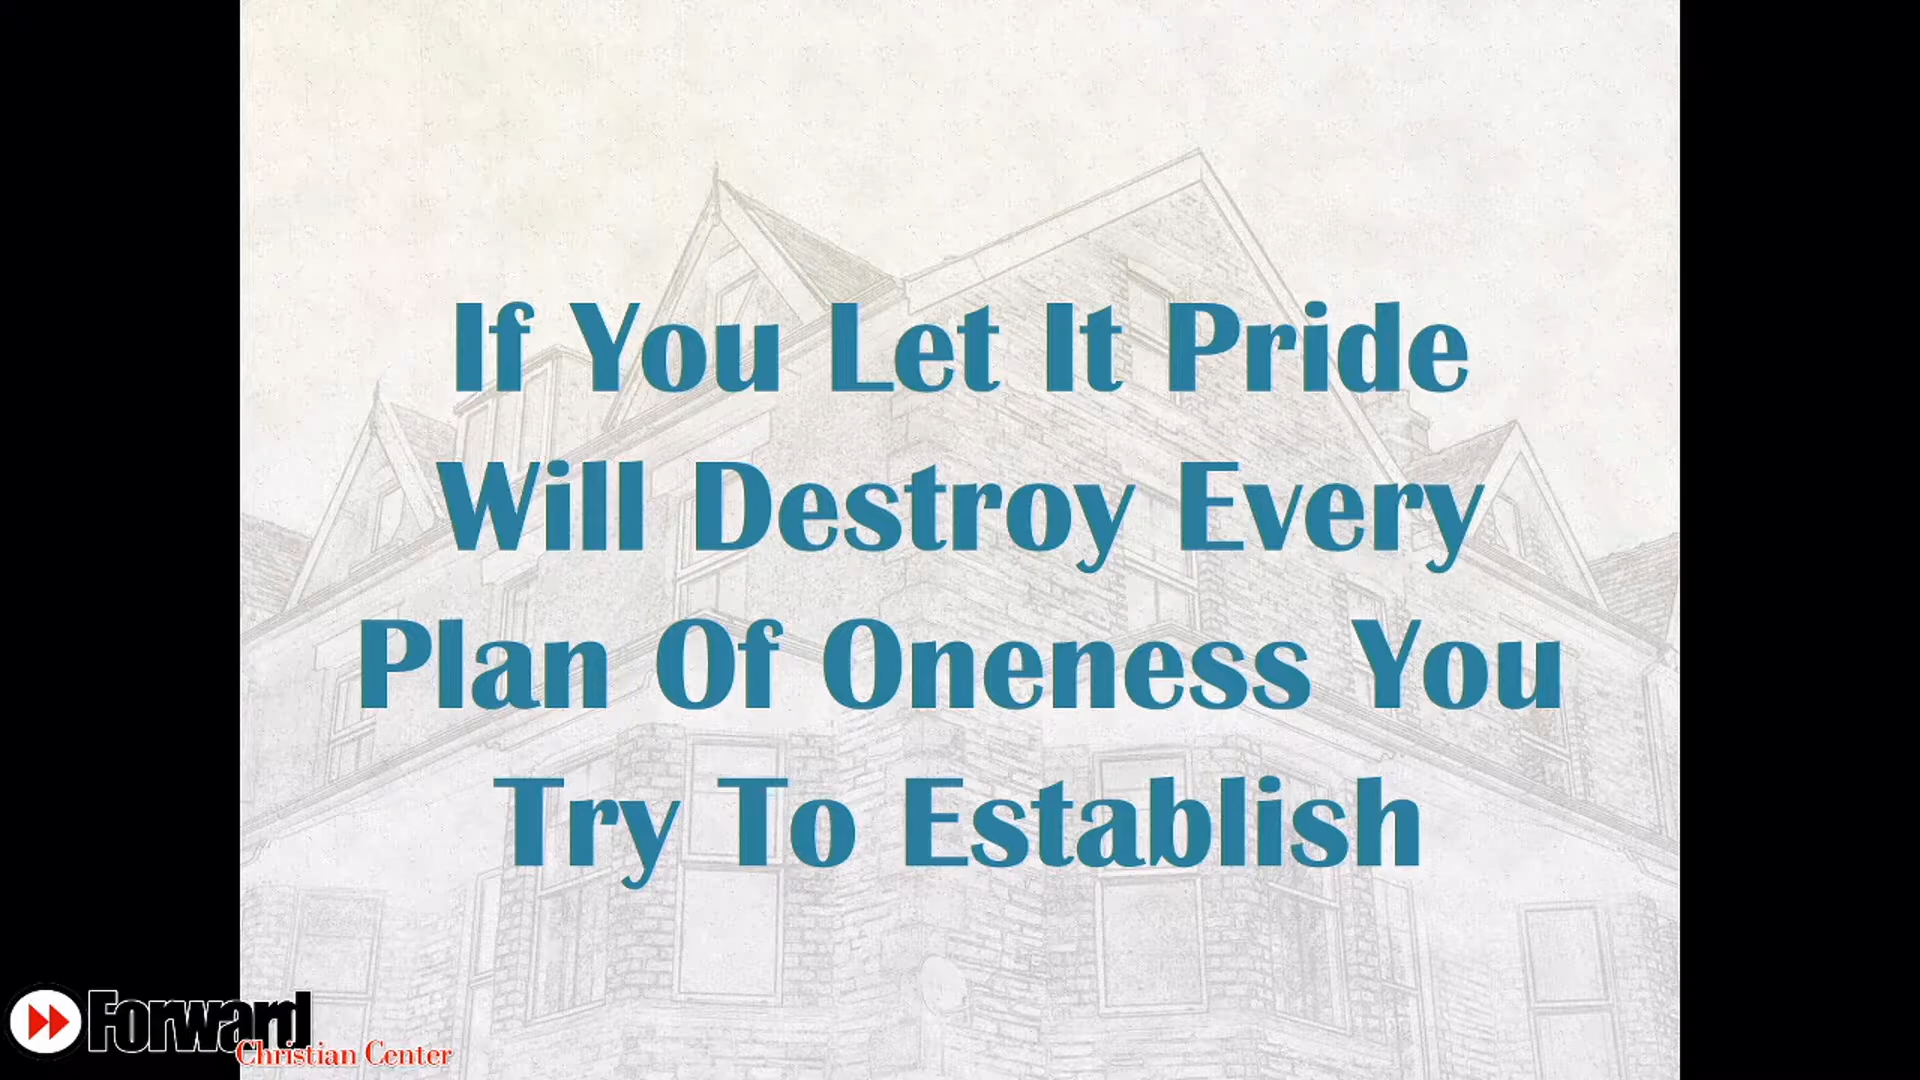 If You Let It Pride
Will Destroy Every
Plan Of Oneness You
Try To Establish
Forward
Christian Center